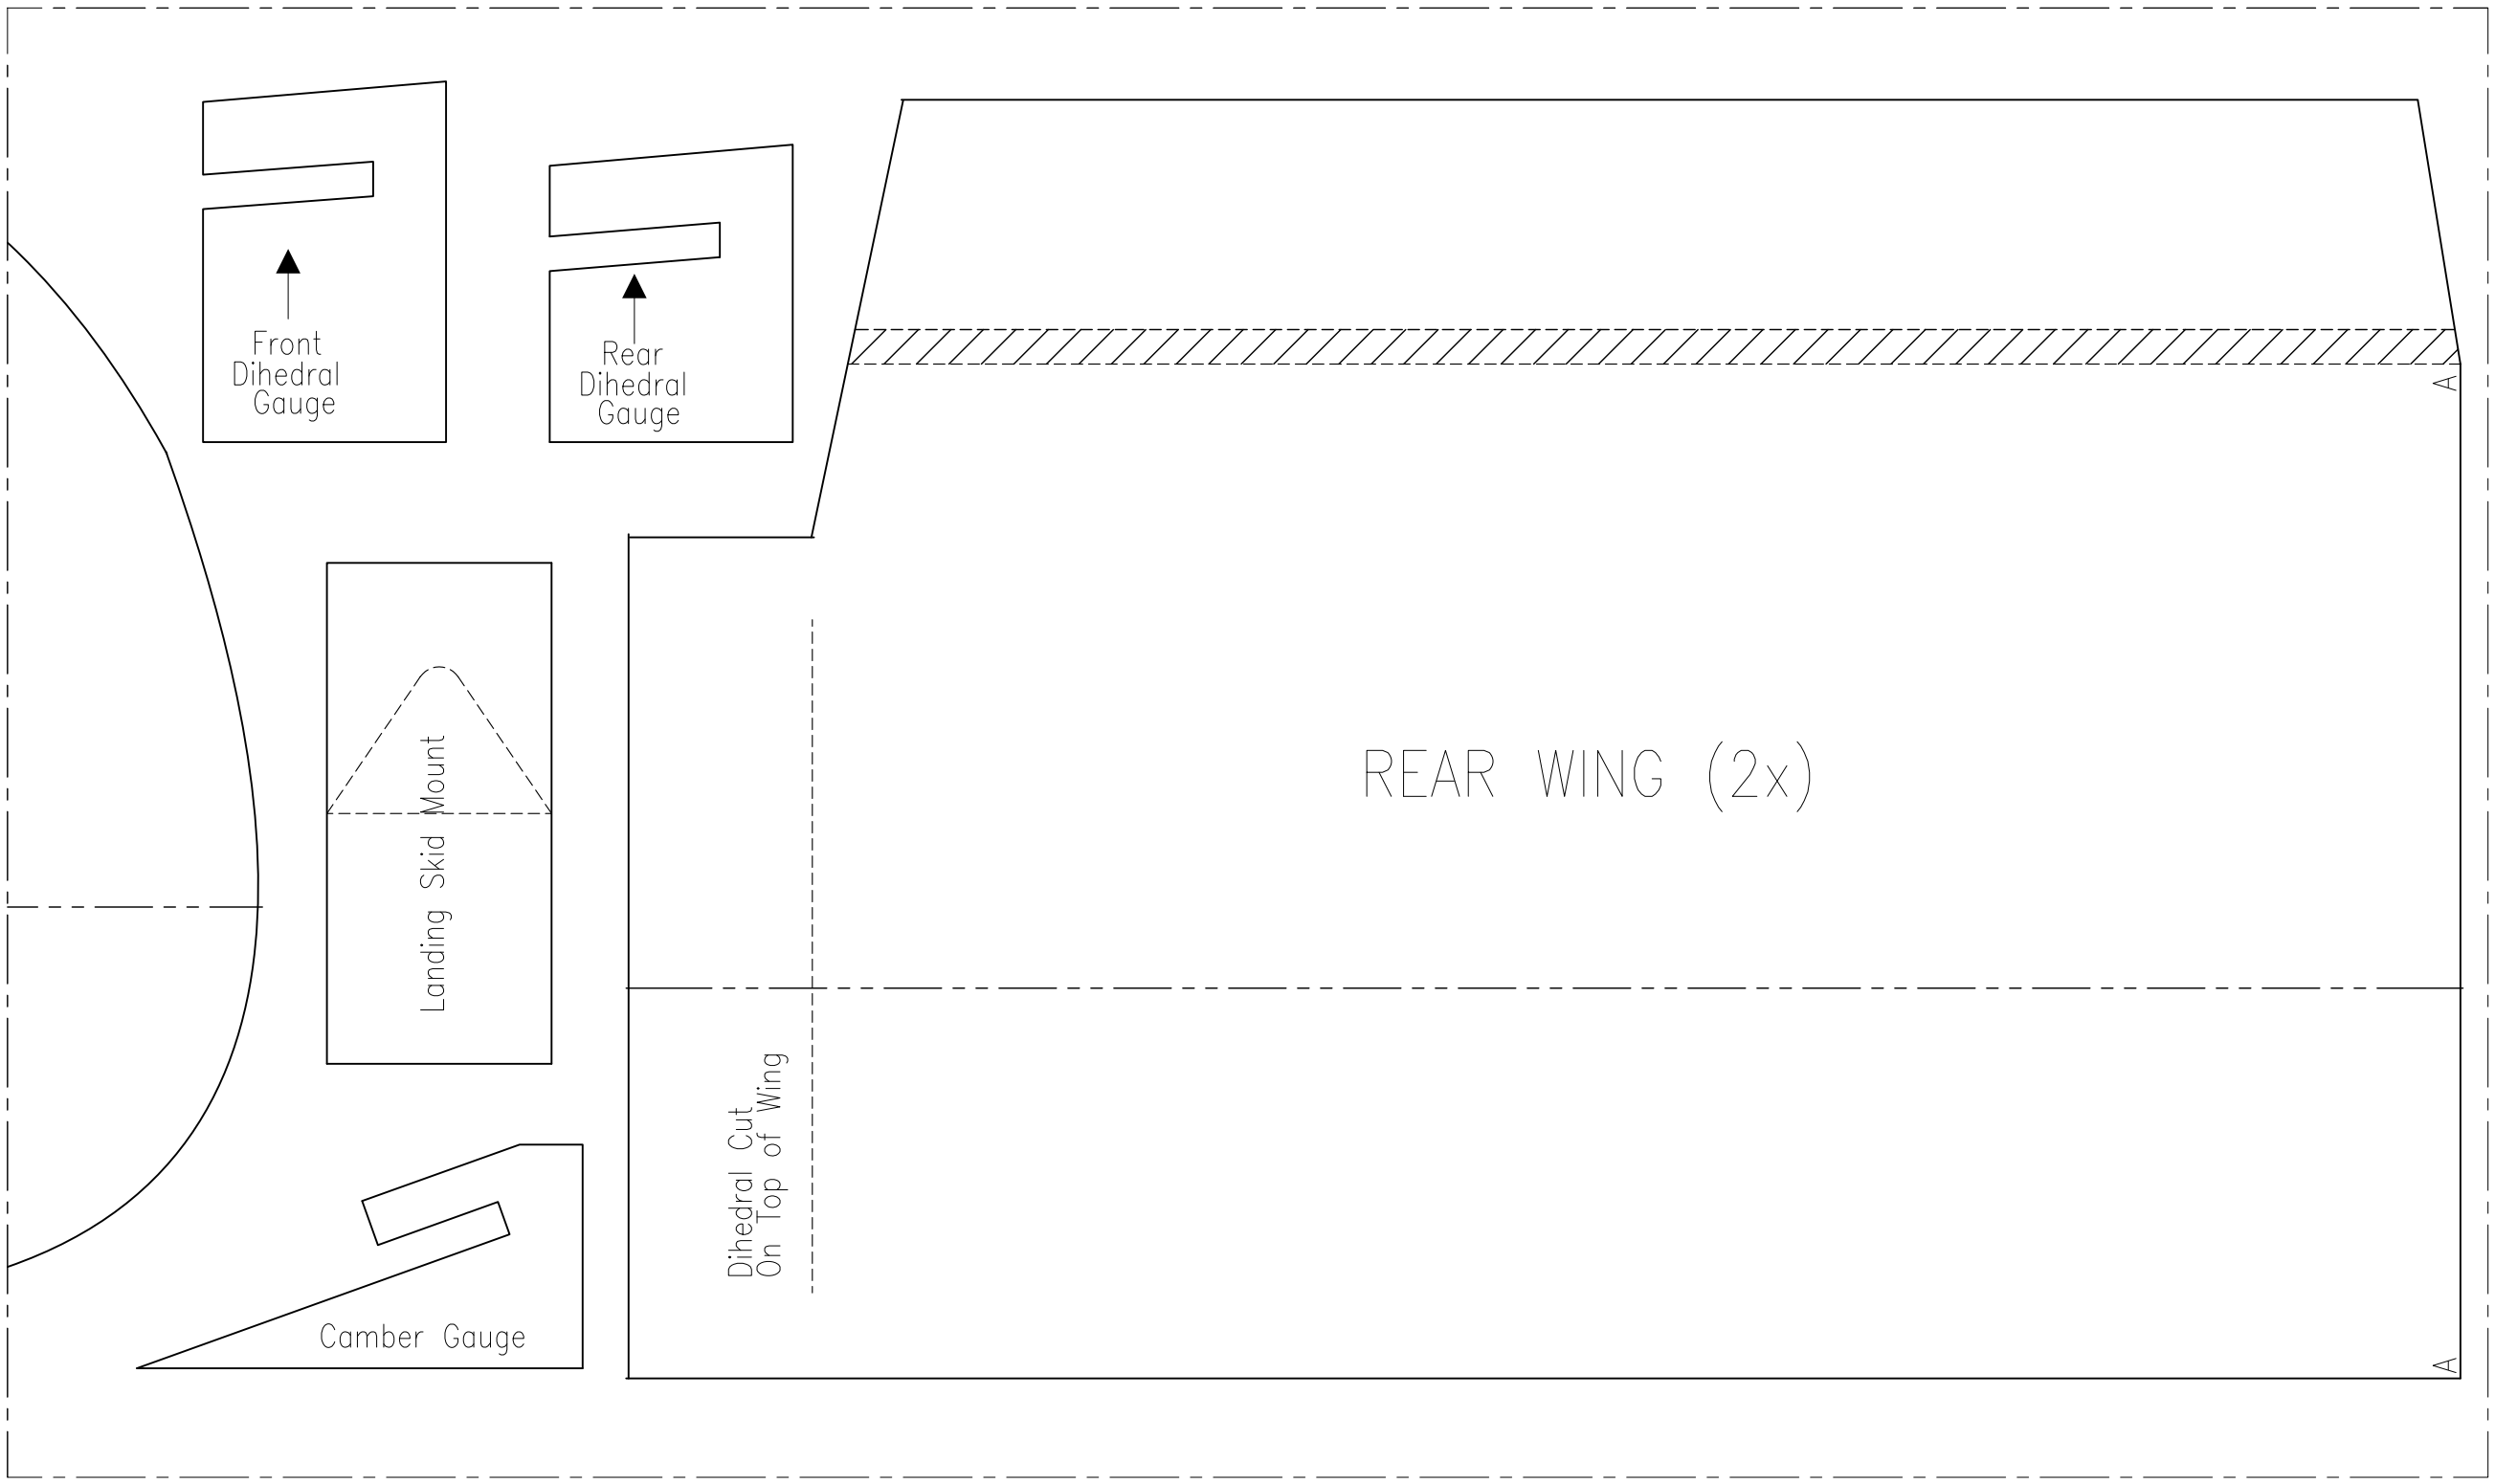 Front
Dihedral
Gauge
Rear
Dihedral
Gauge
A
Landing Skid Mount
REAR WING (2x)
Dihedral Cut
On Top of Wing
Camber Gauge
A